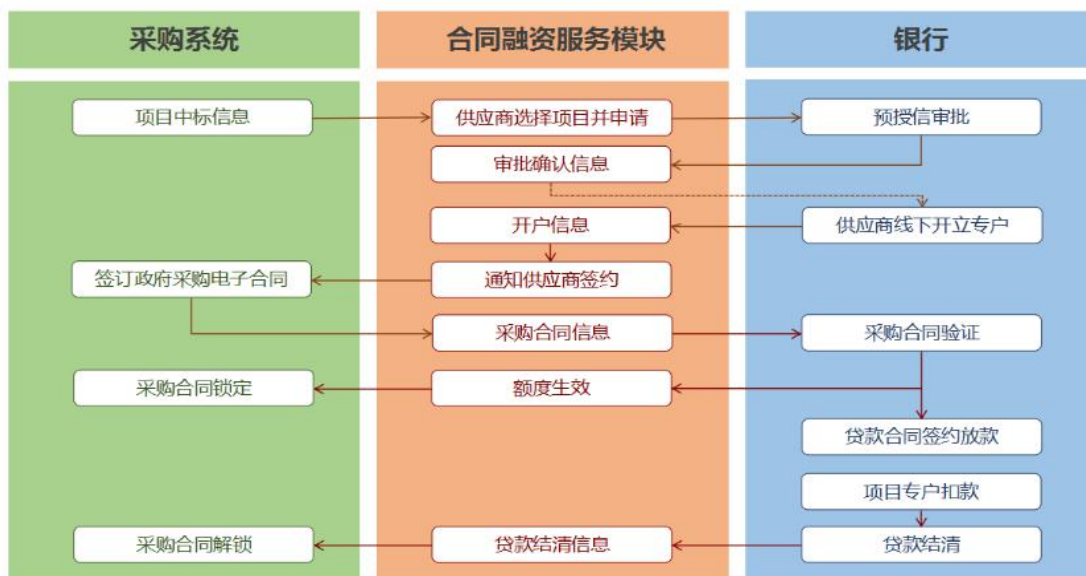 采购系统
合同融资服务模块
银行
项目中标信息
供应商选择项目并申请
预授信审批
审批确认信息
开户信息
供应商线下开立专户
签订政府采购电子合同
通知供应商签约
采购合同信息
采购合同验证
采购合同锁定
额度生效
贷款合同签约放款
项目专户扣款
采购合同解锁
贷款结清信息
贷款结清